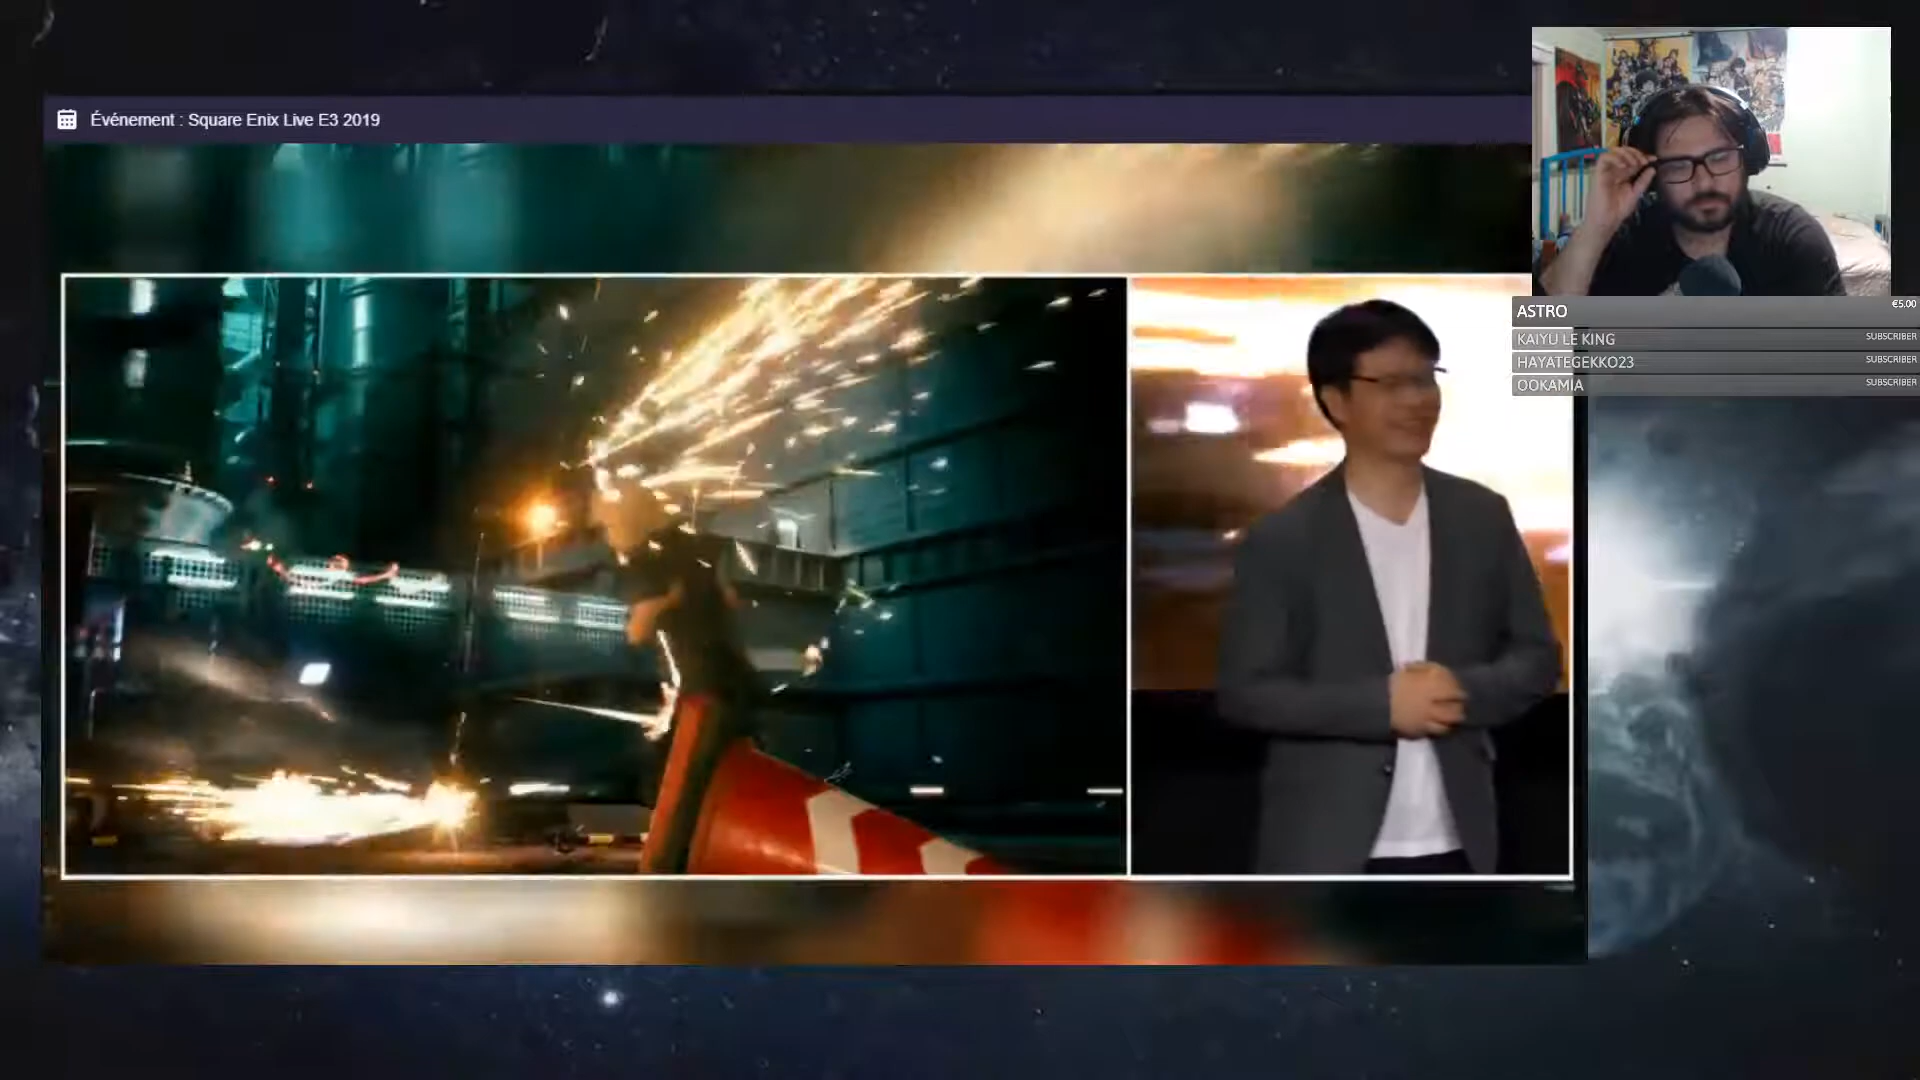 Événement : Square Enix Live E3 2019
€5.00
ASTRO
KAIYU LE KING SUBSCRIBER
HAYATEGEKKO23 SUBSCRIBER
OOKAMIA SUBSCRIBER